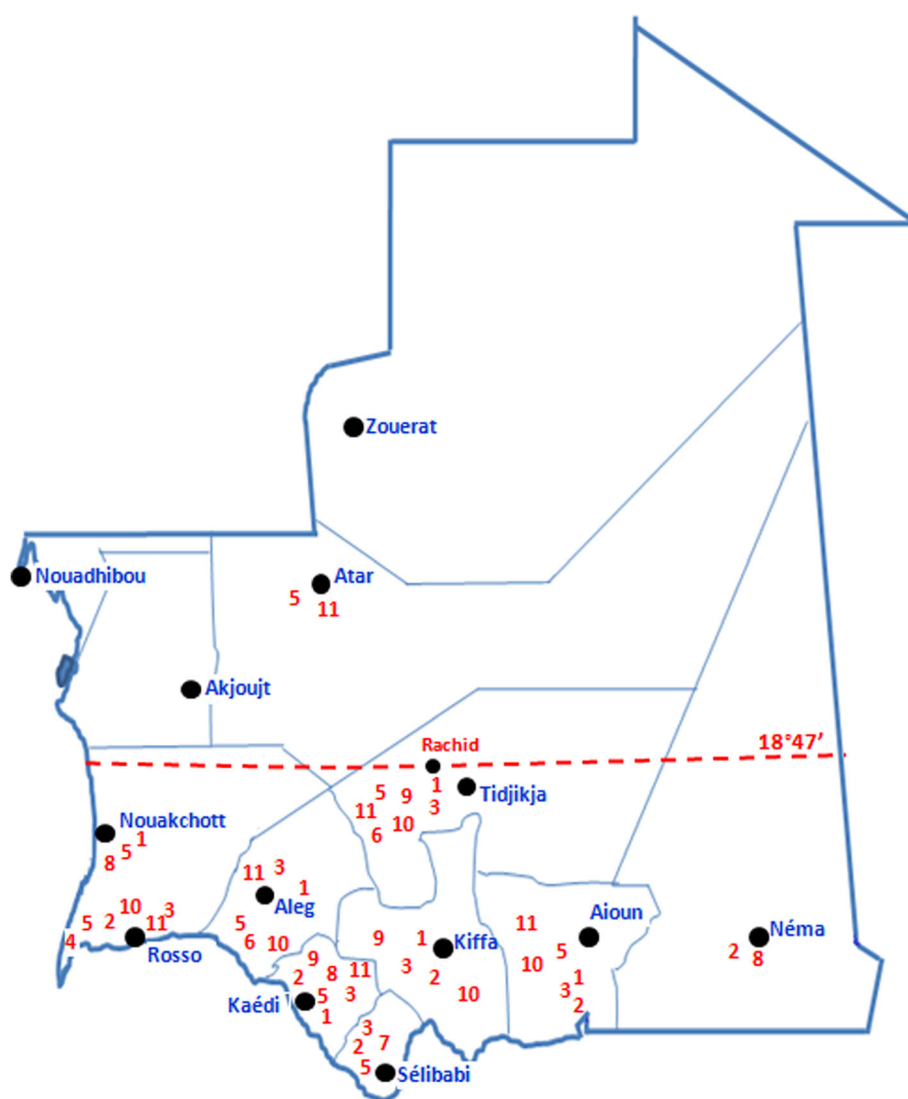 Zouerat
Nouadhibou
Atar
5 11
Akjoujt
18°47’
Rachid
Tidjikja
1
5 9
3
11
10
6
Nouakchott
1
5
8
11 3
1
Aleg
5
6 10
10
5 2 11 3
4
Rosso
9
2 8 11
5 3
1
Kaédi
9 1
Kiffa
3 2
10
11
Aioun
5
10
1
3
2
Néma
2 8
3
2 7
5
Sélibabi